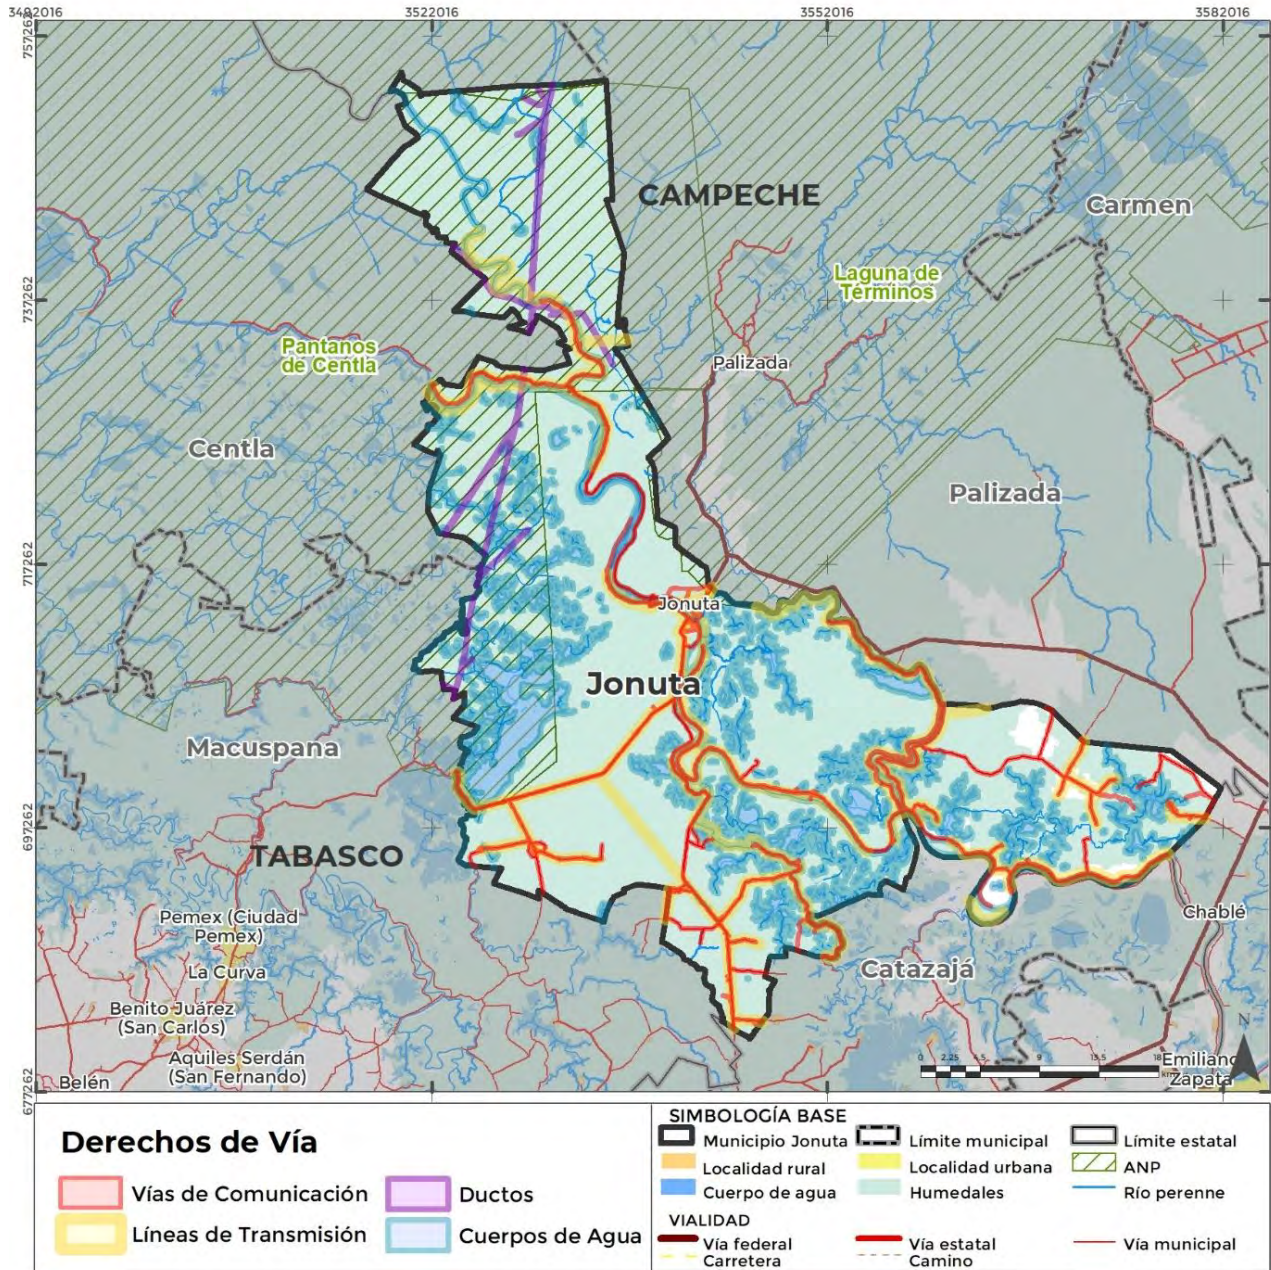 3492016
3522016
3552016
3582016
757262
737262
717262
697262
677262
CAMPECHE
Carmen
Laguna de
Términos
Pantanos
de Centla
Palizada
Centla
Palizada
Jonuta
Jonuta
Macuspana
TABASCO
Pemex (Ciudad
Pemex)
La Curva
Benito Juárez
(San Carlos)
Aquiles Serdán
(San Fernando)
Belén
Catazajá
Chablé
Emiliano
Zapata
N
0 2.25 4.5 9 13.5 18
km
Derechos de Vía
Vías de Comunicación
Ductos
Líneas de Transmisión
Cuerpos de Agua
SIMBOLOGÍA BASE
Municipio Jonuta
Límite municipal
Límite estatal
Localidad rural
Localidad urbana
ANP
Cuerpo de agua
Humedales
Río perenne
VIALIDAD
Vía federal
Vía estatal
Vía municipal
Carretera
Camino